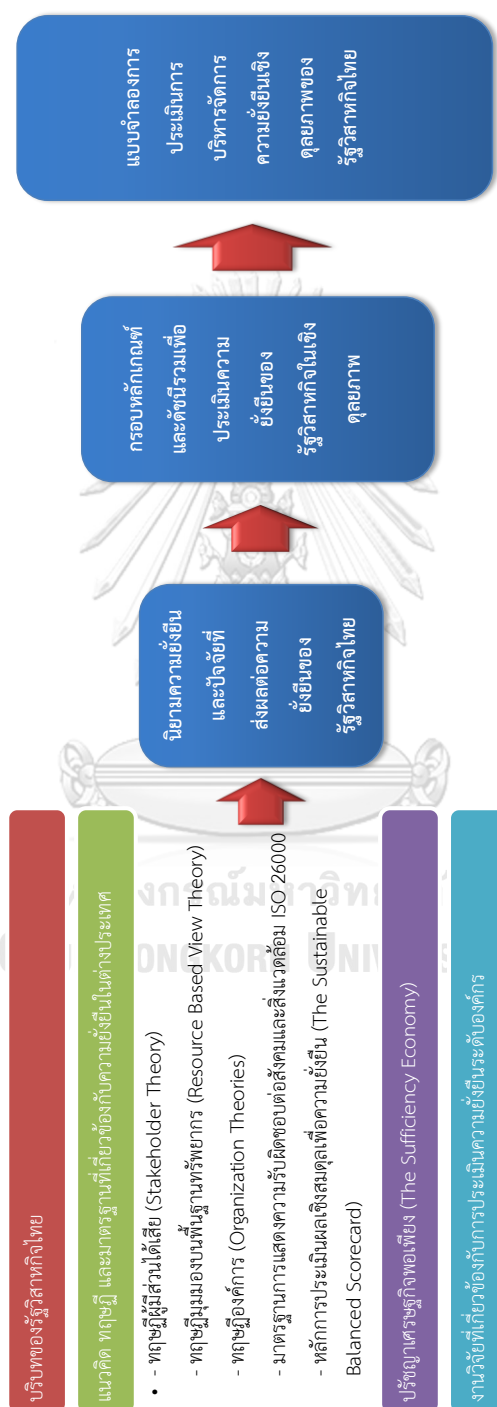 บริบทของรัฐวิสาหกิจไทย
แนวคิด ทฤษฎี และมาตรฐานที่เกี่ยวข้องกับความยั่งยืนในต่างประเทศ
• - ทฤษฎีผู้มีส่วนได้เสีย (Stakeholder Theory)
- ทฤษฎีมุมมองบนพื้นฐานทรัพยากร (Resource Based View Theory)
- ทฤษฎีองค์การ (Organization Theories)
- มาตรฐานการแสดงความรับผิดชอบต่อสังคมและสิ่งแวดล้อม ISO 26000
- หลักการประเมินผลเชิงสมดุลเพื่อความยั่งยืน (The Sustainable
Balanced Scorecard)
ปรัชญาเศรษฐกิจพอเพียง (The Sufficiency Economy)
งานวิจัยที่เกี่ยวข้องกับการประเมินความยั่งยืนระดับองค์กร
นิยามความยั่งยืน
และปัจจัยที่
ส่งผลต่อความ
ยั่งยืนของ
รัฐวิสาหกิจไทย
กรอบหลักเกณฑ์
และดัชนีรวมเพื่อ
ประเมินความ
ยั่งยืนของ
รัฐวิสาหกิจในเชิง
ดุลยภาพ
แบบจำลองการ
ประเมินการ
บริหารจัดการ
ความยั่งยืนเชิง
ดุลยภาพของ
รัฐวิสาหกิจไทย